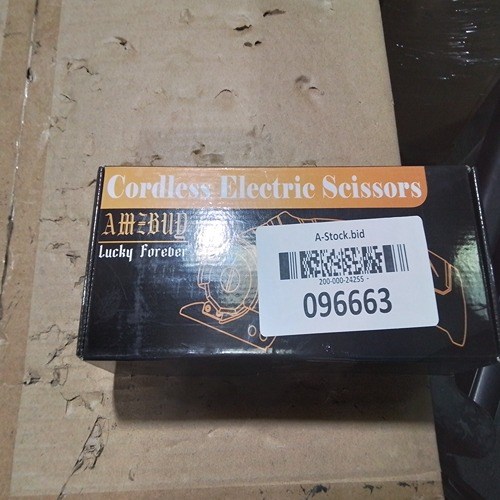 Cordless Electric Scissors
AMZBUY
Lucky Forever
A-Stock.bid
200-000-24255 -
096663